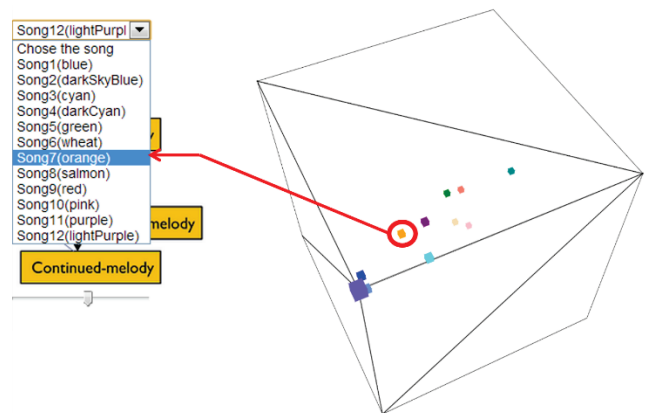 Song12(lightPurpl
Chose the song
Song1(blue)
Song2(darkSkyBlue)
Song3(cyan)
Song4(darkCyan)
Song5(green)
Song6(wheat)
Song7(orange)
Song8(salmon)
Song9(red)
Song10(pink)
Song11(purple)
Song12(lightPurple)
melody
Continued-melody